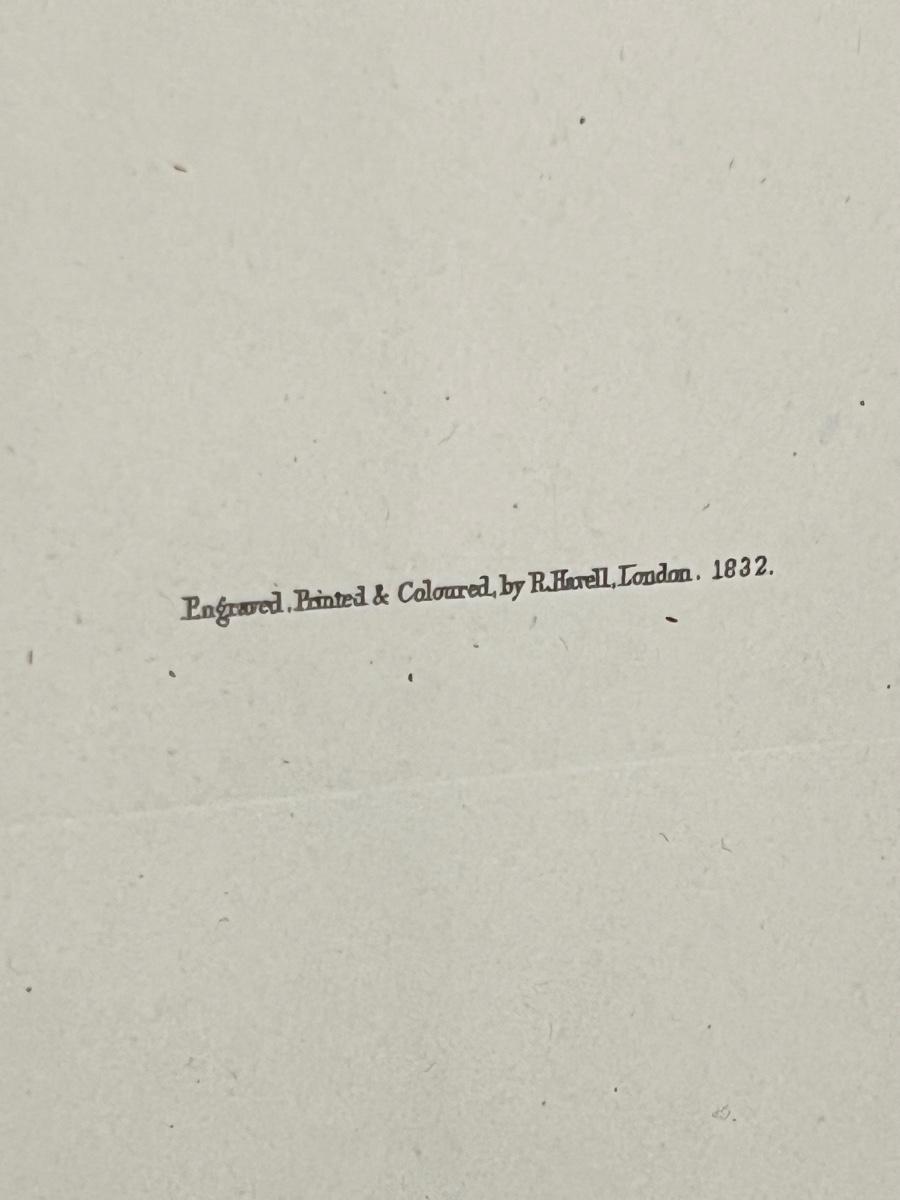 Engraved, Printed & Coloured, by R. Havell, London. 1832.